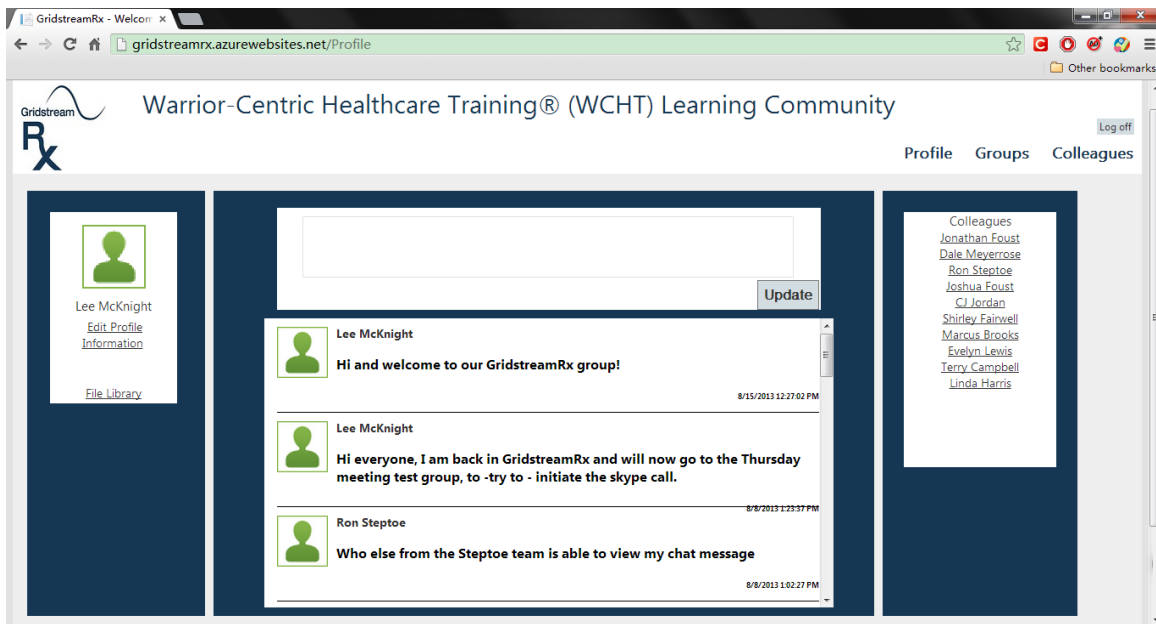 GridstreamRx - Welcom
gridstreamrx.azurewebsites.net/Profile
Other bookmarks
Gridstream
Rx
Warrior-Centric Healthcare Training® (WCHT) Learning Community
Log off
Profile Groups Colleagues
Lee McKnight
Edit Profile
Information
File Library
Update
Lee McKnight
Hi and welcome to our GridstreamRx group!
8/15/2013 12:27:02 PM
Lee McKnight
Hi everyone, I am back in GridstreamRx and will now go to the Thursday
meeting test group, to -try to - initiate the skype call.
8/8/2013 1:23:37 PM
Ron Steptoe
Who else from the Steptoe team is able to view my chat message
8/8/2013 1:02:27 PM
Colleagues
Jonathan Foust
Dale Meyerrose
Ron Steptoe
Joshua Foust
CJ Jordan
Shirley Fairwell
Marcus Brooks
Evelyn Lewis
Terry Campbell
Linda Harris